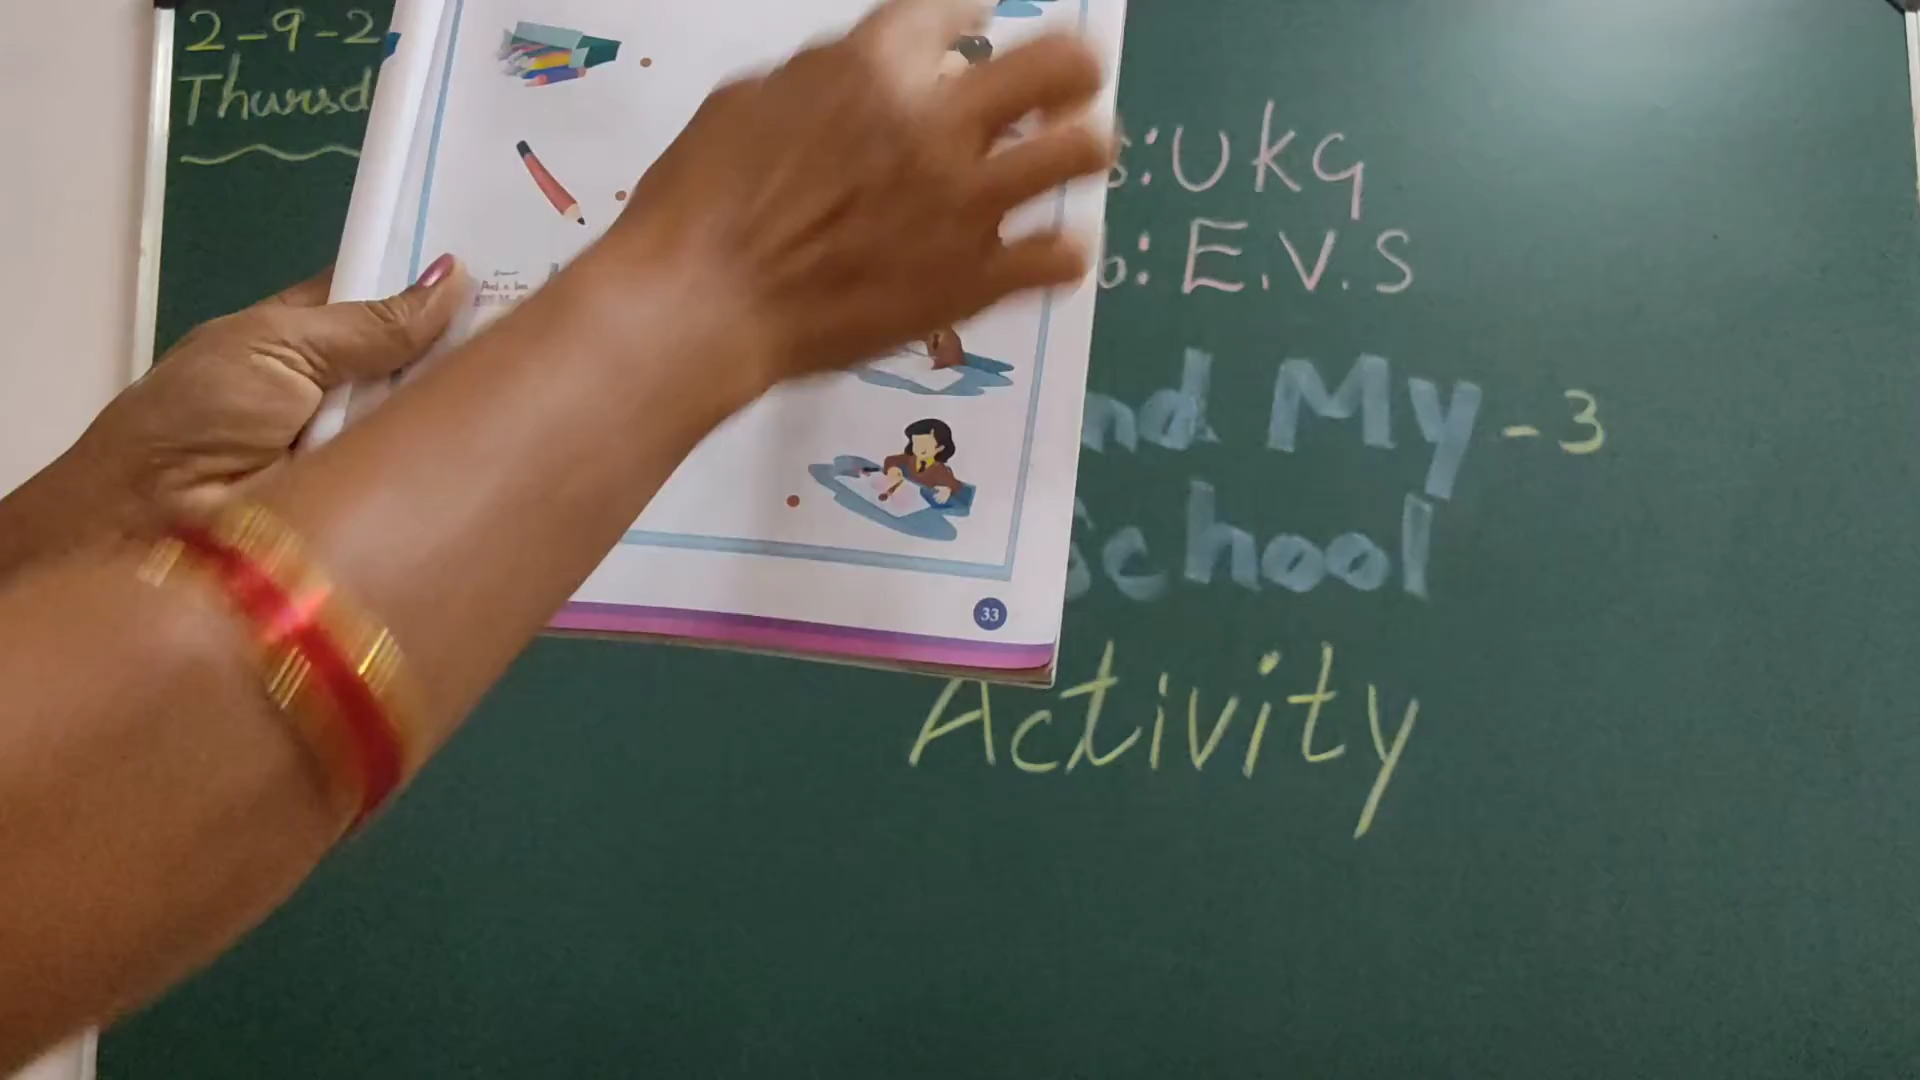 2-9-2
Thursd
s: UKG
b: E.V.S
nd My - 3
School
Activity
33